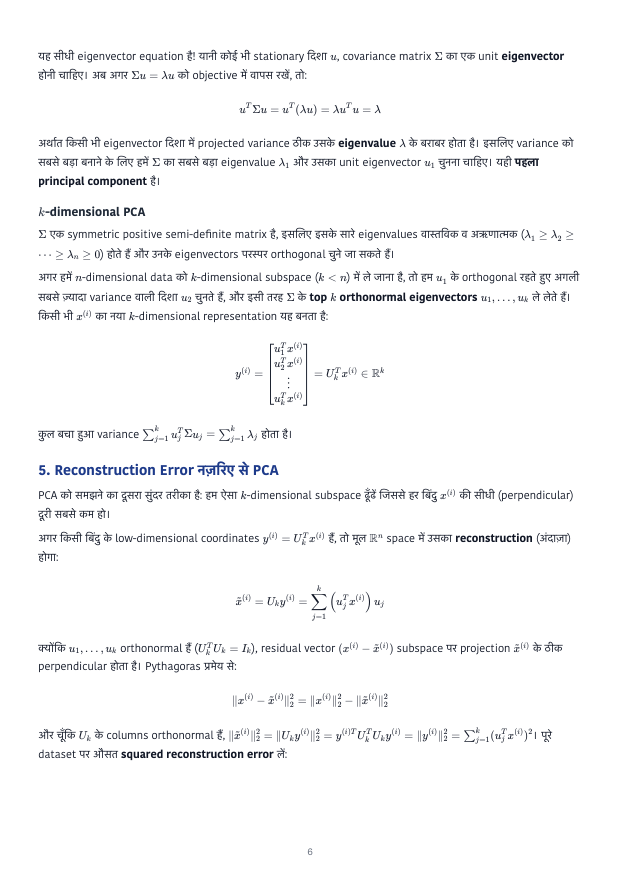 यह सीधी eigenvector equation है! यानी कोई भी stationary दिशा u, covariance matrix Σ का एक unit eigenvector
होनी चाहिए। अब अगर Σu = λu को objective में वापस रखें, तो:
u^T Σu = u^T (λu) = λu^T u = λ
अर्थात किसी भी eigenvector दिशा में projected variance ठीक उसके eigenvalue λ के बराबर होता है। इसलिए variance को
सबसे बड़ा बनाने के लिए हमें Σ का सबसे बड़ा eigenvalue λ_1 और उसका unit eigenvector u_1 चुनना चाहिए। यही पहला
principal component है।
k-dimensional PCA
Σ एक symmetric positive semi-definite matrix है, इसलिए इसके सारे eigenvalues वास्तविक व अऋणात्मक (λ_1 ≥ λ_2 ≥
⋯ ≥ λ_n ≥ 0) होते हैं और उनके eigenvectors परस्पर orthogonal चुने जा सकते हैं।
अगर हमें n-dimensional data को k-dimensional subspace (k < n) में ले जाना है, तो हम u_1 के orthogonal रहते हुए अगली
सबसे ज़्यादा variance वाली दिशा u_2 चुनते हैं, और इसी तरह Σ के top k orthonormal eigenvectors u_1, . . . , u_k ले लेते हैं।
किसी भी x^(i) का नया k-dimensional representation यह बनता है:
y^(i) = [u_1^T x^(i) u_2^T x^(i) ⋮ u_k^T x^(i)] = U_k^T x^(i) ∈ ℝ^k
कुल बचा हुआ variance ∑_{j=1}^k u_j^T Σu_j = ∑_{j=1}^k λ_j होता है।
5. Reconstruction Error नज़रिए से PCA
PCA को समझने का दूसरा सुंदर तरीका है: हम ऐसा k-dimensional subspace ढूँढें जिससे हर बिंदु x^(i) की सीधी (perpendicular)
दूरी सबसे कम हो।
अगर किसी बिंदु के low-dimensional coordinates y^(i) = U_k^T x^(i) हैं, तो मूल ℝ^n space में उसका reconstruction (अंदाज़ा)
होगा:
x̃^(i) = U_k y^(i) = ∑_{j=1}^k (u_j^T x^(i)) u_j
क्योंकि u_1, . . . , u_k orthonormal हैं (U_k^T U_k = I_k), residual vector (x^(i) − x̃^(i)) subspace पर projection x̃^(i) के ठीक
perpendicular होता है। Pythagoras प्रमेय से:
‖x^(i) − x̃^(i)‖_2^2 = ‖x^(i)‖_2^2 − ‖x̃^(i)‖_2^2
और चूँकि U_k के columns orthonormal हैं, ‖x̃^(i)‖_2^2 = ‖U_k y^(i)‖_2^2 = y^(i)T U_k^T U_k y^(i) = ‖y^(i)‖_2^2 = ∑_{j=1}^k (u_j^T x^(i))^2। पूरे
dataset पर औसत squared reconstruction error लें:
6